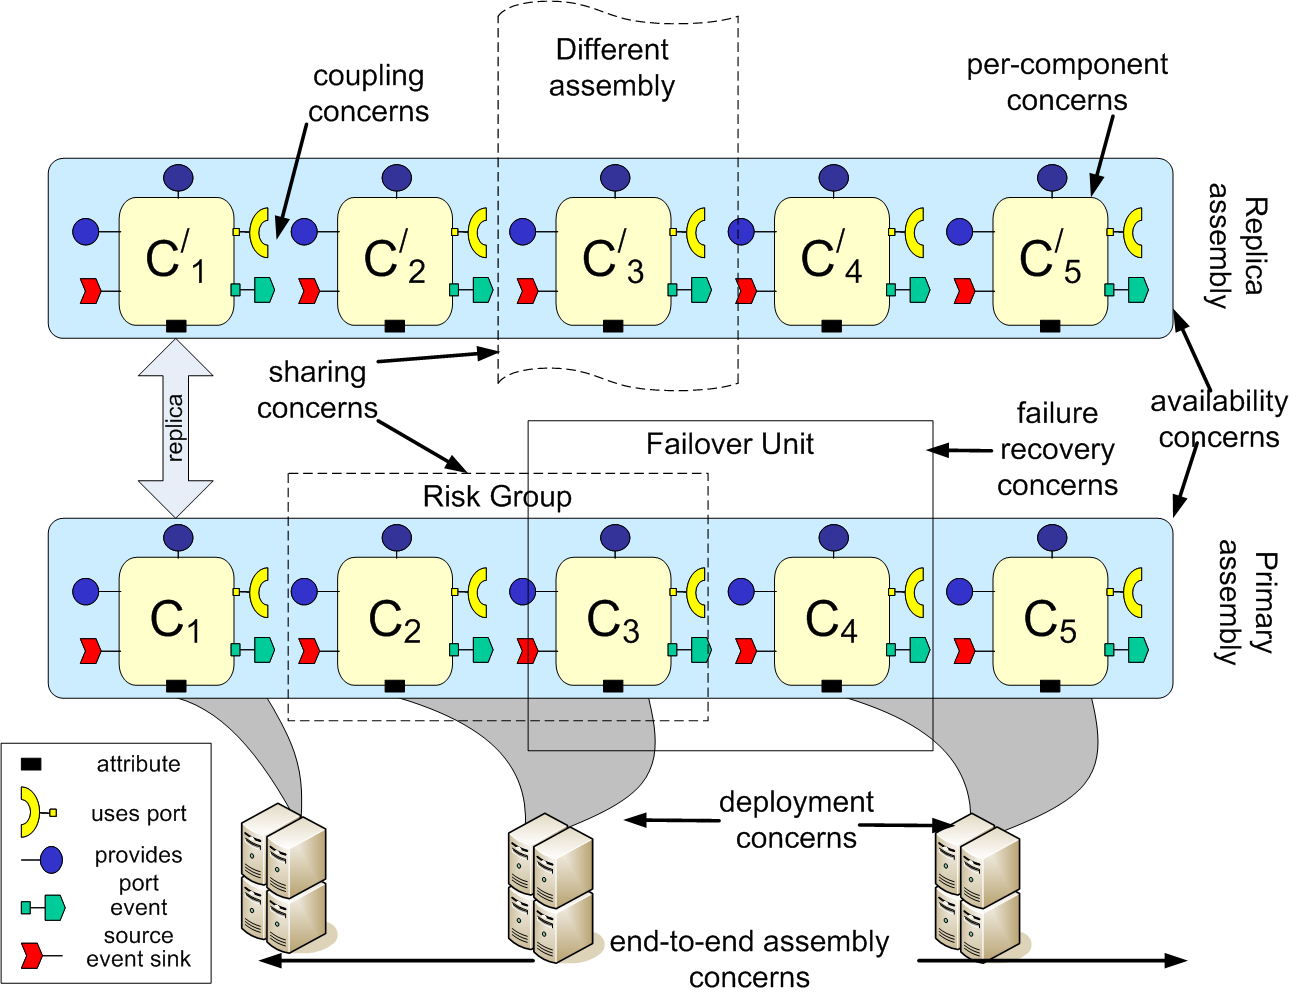 Different
assembly
coupling
concerns
per-component
concerns
C/1
C/2
C/3
C/4
C/5
Replica
assembly
sharing
concerns
replica
availability
concerns
failure
recovery
concerns
Failover Unit
Risk Group
C1
C2
C3
C4
C5
Primary
assembly
attribute
uses port
provides
port
event
source
event sink
deployment
concerns
end-to-end assembly
concerns